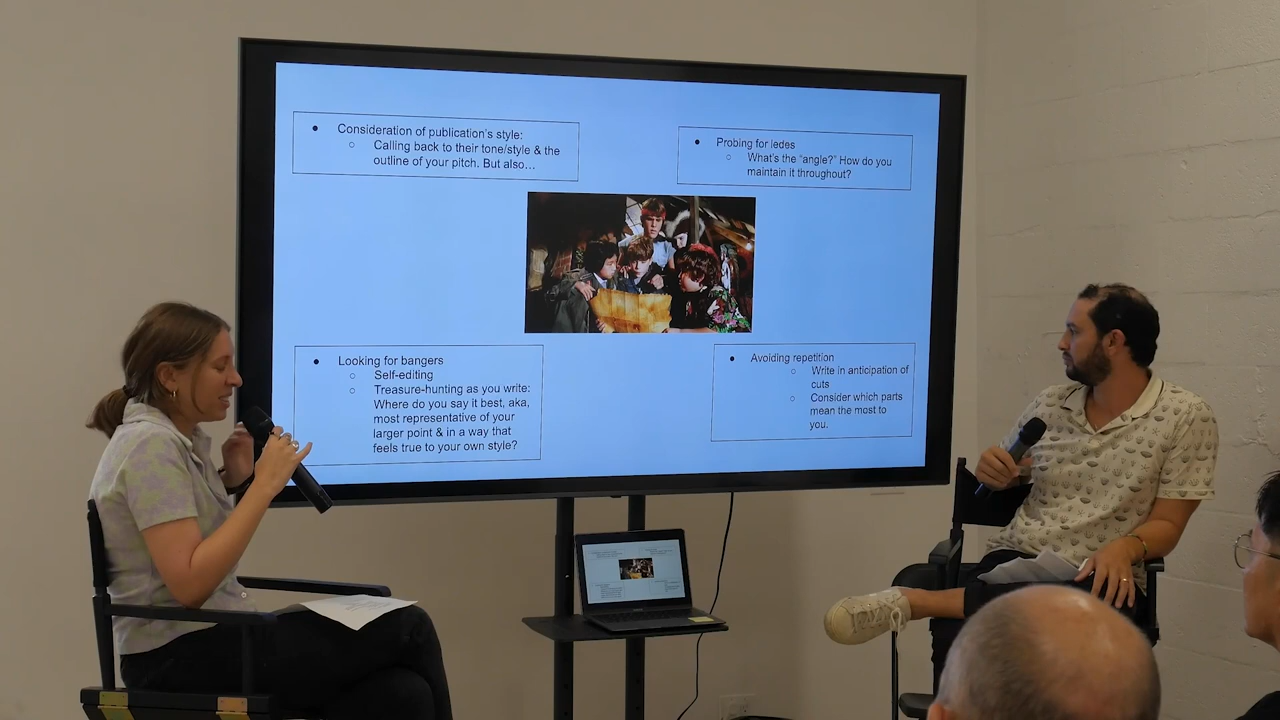 ● Consideration of publication's style:
○ Calling back to their tone/style & the
outline of your pitch. But also…
● Probing for ledes
○ What's the "angle?" How do you
maintain it throughout?
● Looking for bangers
○ Self-editing
○ Treasure-hunting as you write:
Where do you say it best, aka,
most representative of your
larger point & in a way that
feels true to your own style?
● Avoiding repetition
○ Write in anticipation of
cuts
○ Consider which parts
mean the most to
you.